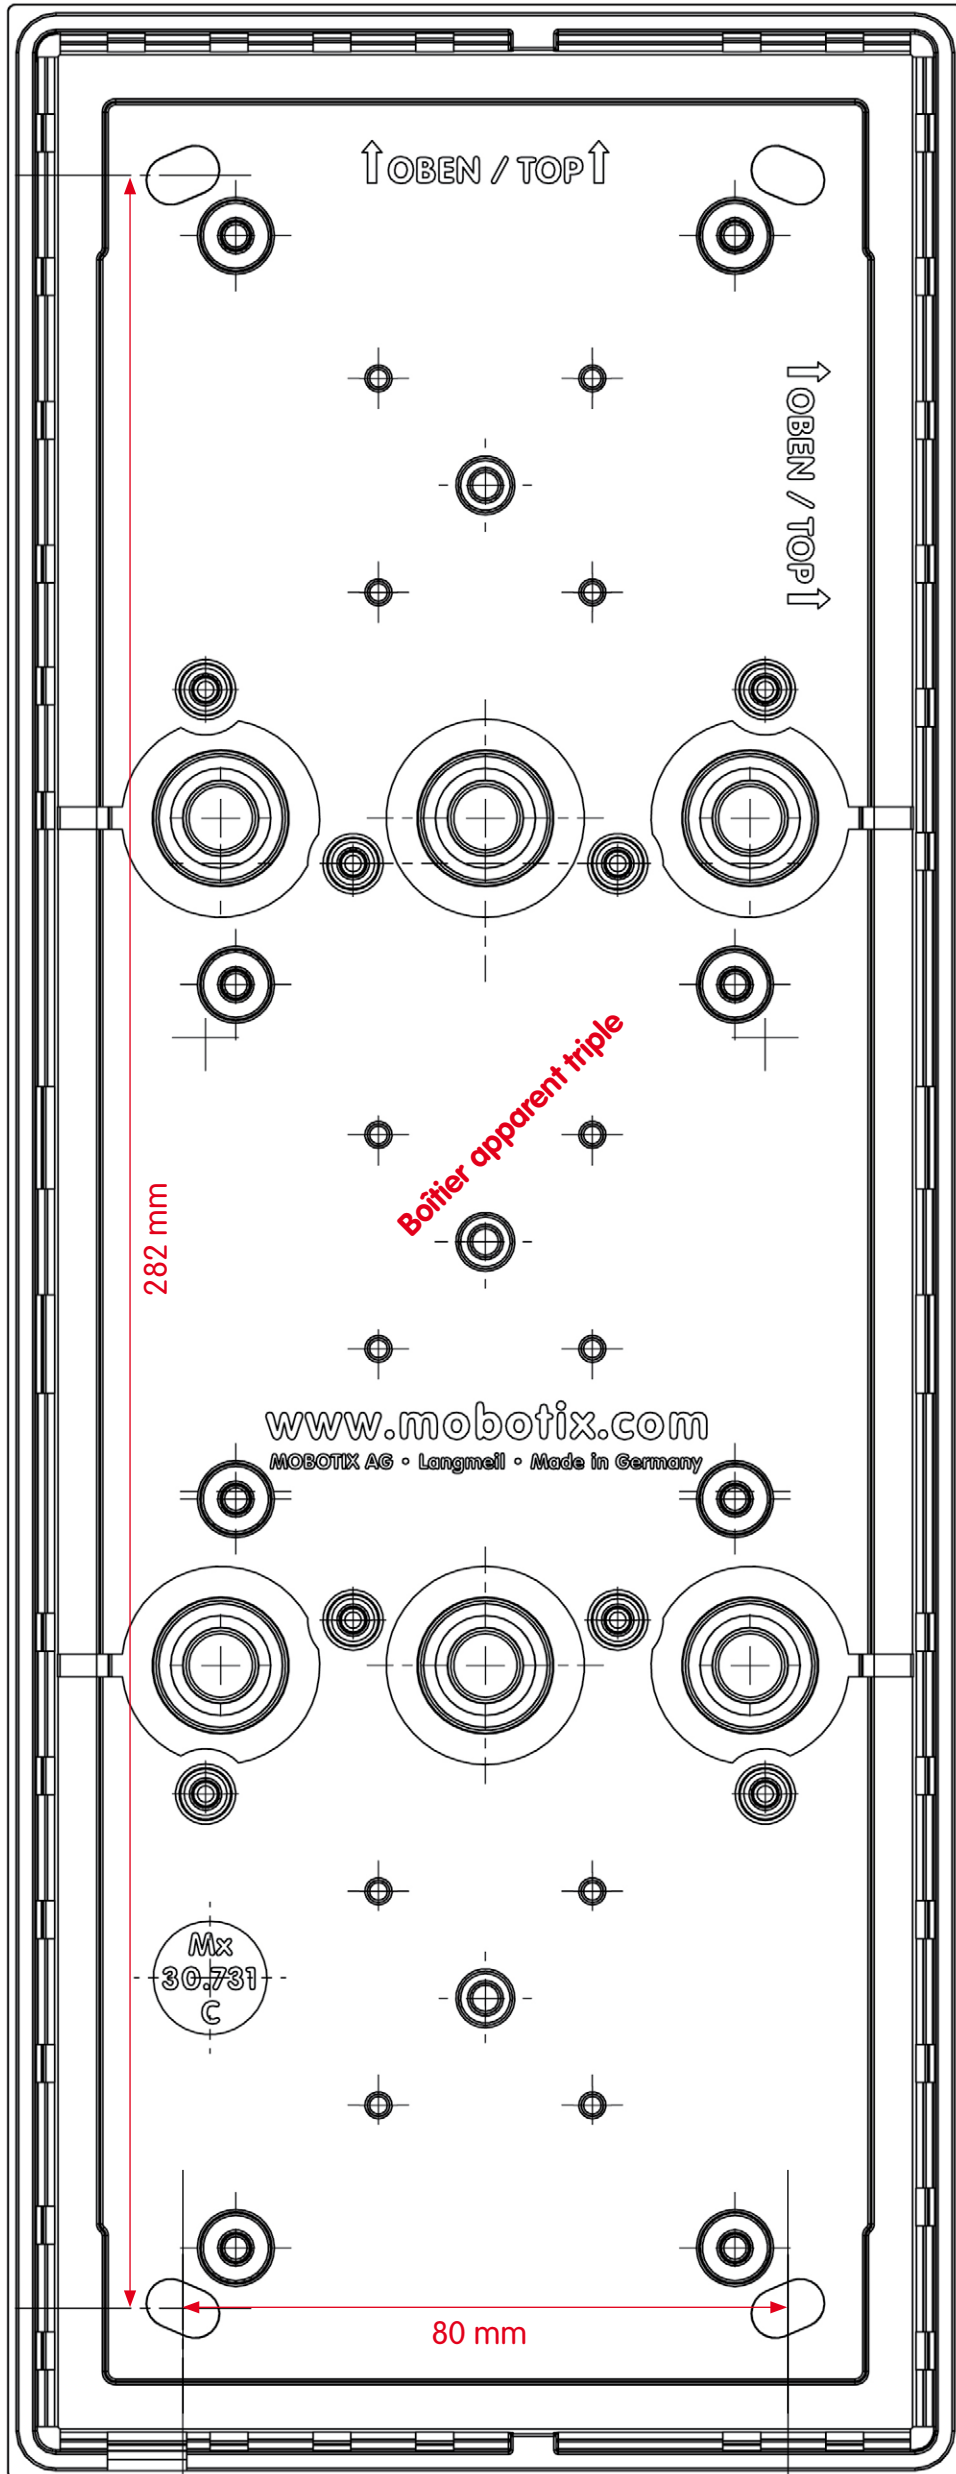 ↑ OBEN / TOP ↑
↑ OBEN / TOP ↑
Boîtier apparent triple
282 mm
www.mobotix.com
MOBOTIX AG • Langmeil • Made in Germany
Mx
30.731
C
80 mm